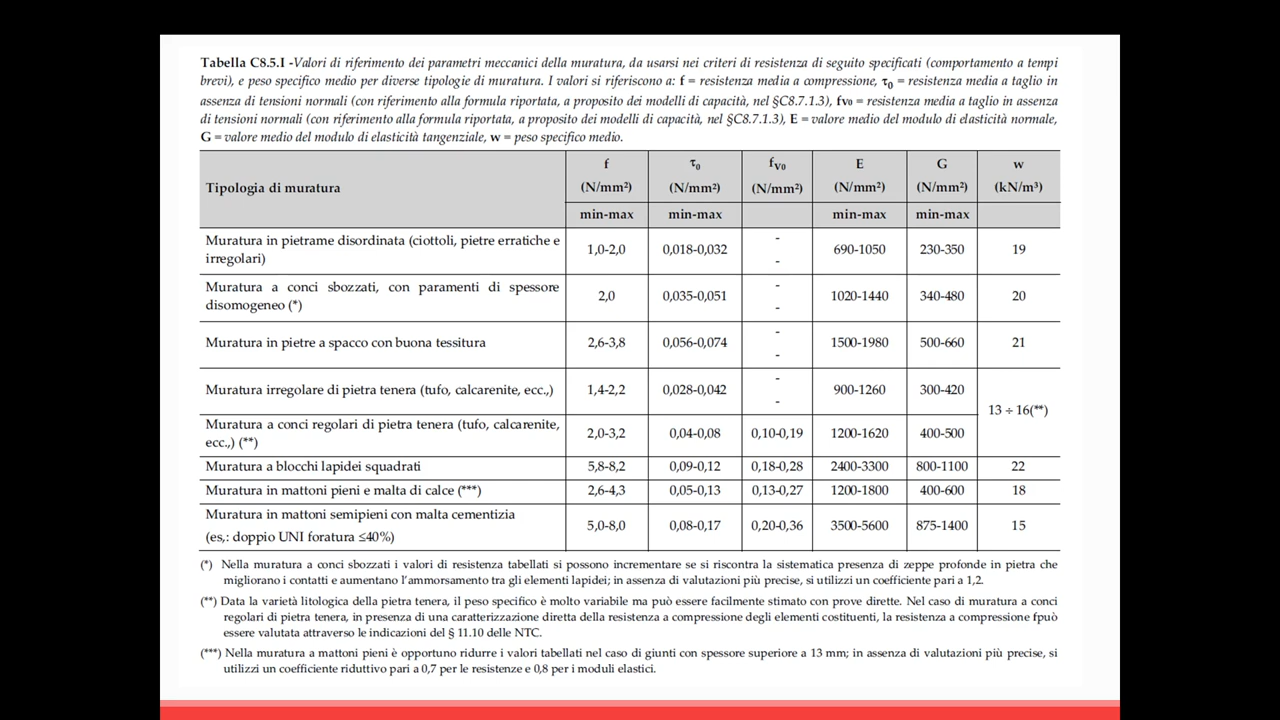 Tabella C8.5.I -Valori di riferimento dei parametri meccanici della muratura, da usarsi nei criteri di resistenza di seguito specificati (comportamento a tempi
brevi), e peso specifico medio per diverse tipologie di muratura. I valori si riferiscono a: f = resistenza media a compressione, τ0 = resistenza media a taglio in
assenza di tensioni normali (con riferimento alla formula riportata, a proposito dei modelli di capacità, nel §C8.7.1.3), fv0 = resistenza media a taglio in assenza
di tensioni normali (con riferimento alla formula riportata, a proposito dei modelli di capacità, nel §C8.7.1.3), E = valore medio del modulo di elasticità normale,
G = valore medio del modulo di elasticità tangenziale, w = peso specifico medio.
Tipologia di muratura
f τ0 fv0 E G w
(N/mm²) (N/mm²) (N/mm²) (N/mm²) (N/mm²) (kN/m³)
min-max min-max min-max min-max
Muratura in pietrame disordinata (ciottoli, pietre erratiche e
irregolari)
1,0-2,0 0,018-0,032 - - 690-1050 230-350 19
Muratura a conci sbozzati, con paramenti di spessore
disomogeneo (*)
2,0 0,035-0,051 - - 1020-1440 340-480 20
Muratura in pietre a spacco con buona tessitura 2,6-3,8 0,056-0,074 - - 1500-1980 500-660 21
Muratura irregolare di pietra tenera (tufo, calcarenite, ecc.,) 1,4-2,2 0,028-0,042 - - 900-1260 300-420
13 ÷ 16(**)
Muratura a conci regolari di pietra tenera (tufo, calcarenite,
ecc.,) (**)
2,0-3,2 0,04-0,08 0,10-0,19 1200-1620 400-500
Muratura a blocchi lapidei squadrati 5,8-8,2 0,09-0,12 0,18-0,28 2400-3300 800-1100 22
Muratura in mattoni pieni e malta di calce (***) 2,6-4,3 0,05-0,13 0,13-0,27 1200-1800 400-600 18
Muratura in mattoni semipieni con malta cementizia
(es,: doppio UNI foratura ≤40%)
5,0-8,0 0,08-0,17 0,20-0,36 3500-5600 875-1400 15
(*) Nella muratura a conci sbozzati i valori di resistenza tabellati si possono incrementare se si riscontra la sistematica presenza di zeppe profonde in pietra che
migliorano i contatti e aumentano l'ammorsamento tra gli elementi lapidei; in assenza di valutazioni più precise, si utilizzi un coefficiente pari a 1,2.
(**) Data la varietà litologica della pietra tenera, il peso specifico è molto variabile ma può essere facilmente stimato con prove dirette. Nel caso di muratura a conci
regolari di pietra tenera, in presenza di una caratterizzazione diretta della resistenza a compressione degli elementi costituenti, la resistenza a compressione fpuò
essere valutata attraverso le indicazioni del § 11.10 delle NTC.
(***) Nella muratura a mattoni pieni è opportuno ridurre i valori tabellati nel caso di giunti con spessore superiore a 13 mm; in assenza di valutazioni più precise, si
utilizzi un coefficiente riduttivo pari a 0,7 per le resistenze e 0,8 per i moduli elastici.